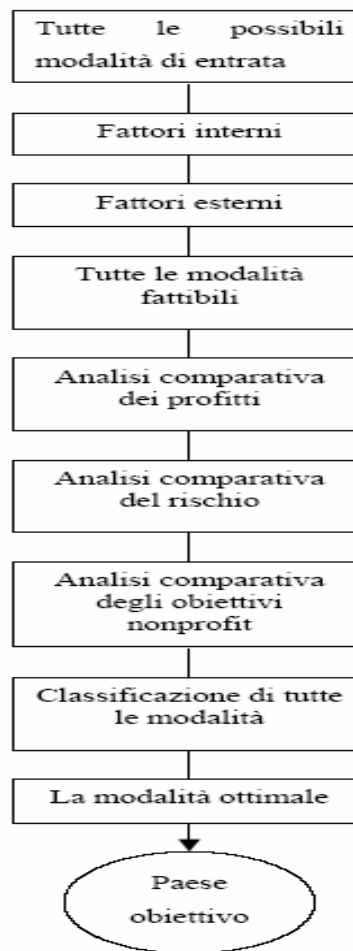 Tutte le possibili
modalità di entrata
Fattori interni
Fattori esterni
Tutte le modalità
fattibili
Analisi comparativa
dei profitti
Analisi comparativa
del rischio
Analisi comparativa
degli obiettivi
nonprofit
Classificazione di tutte
le modalità
La modalità ottimale
Paese
obiettivo